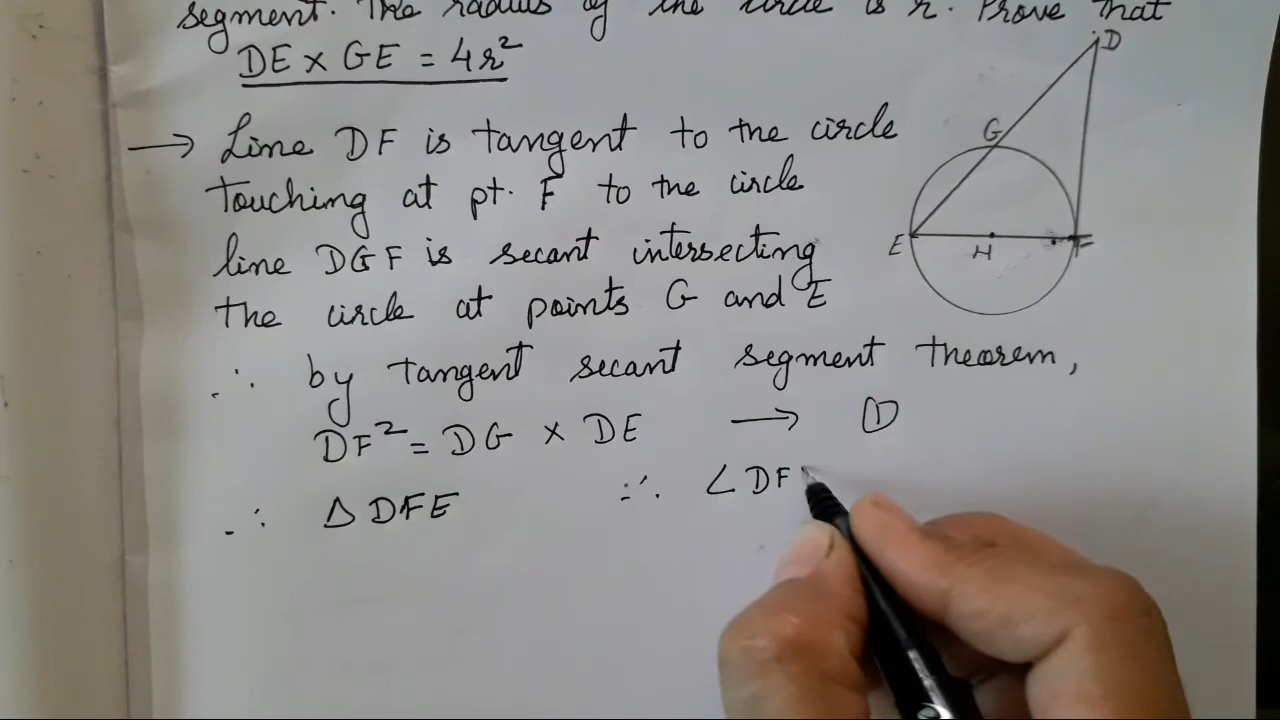 segment. The radius of the circle is r. Prove that
DE × GE = 4r²
→ Line DF is tangent to the circle
touching at pt. F to the circle
line DGF is secant intersecting
the circle at points G and E
∴ by tangent secant segment theorem,
DF² = DG × DE → ①
∴ Δ DFE ∴ ∠DF
D
G
E H F